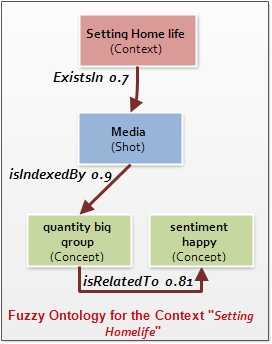 Setting Home life
(Context)
ExistsIn 0.7
Media
(Shot)
isIndexedBy 0.9
quantity big
group
(Concept)
sentiment
happy
(Concept)
isRelatedTo 0.81
Fuzzy Ontology for the Context "Setting
Homelife"